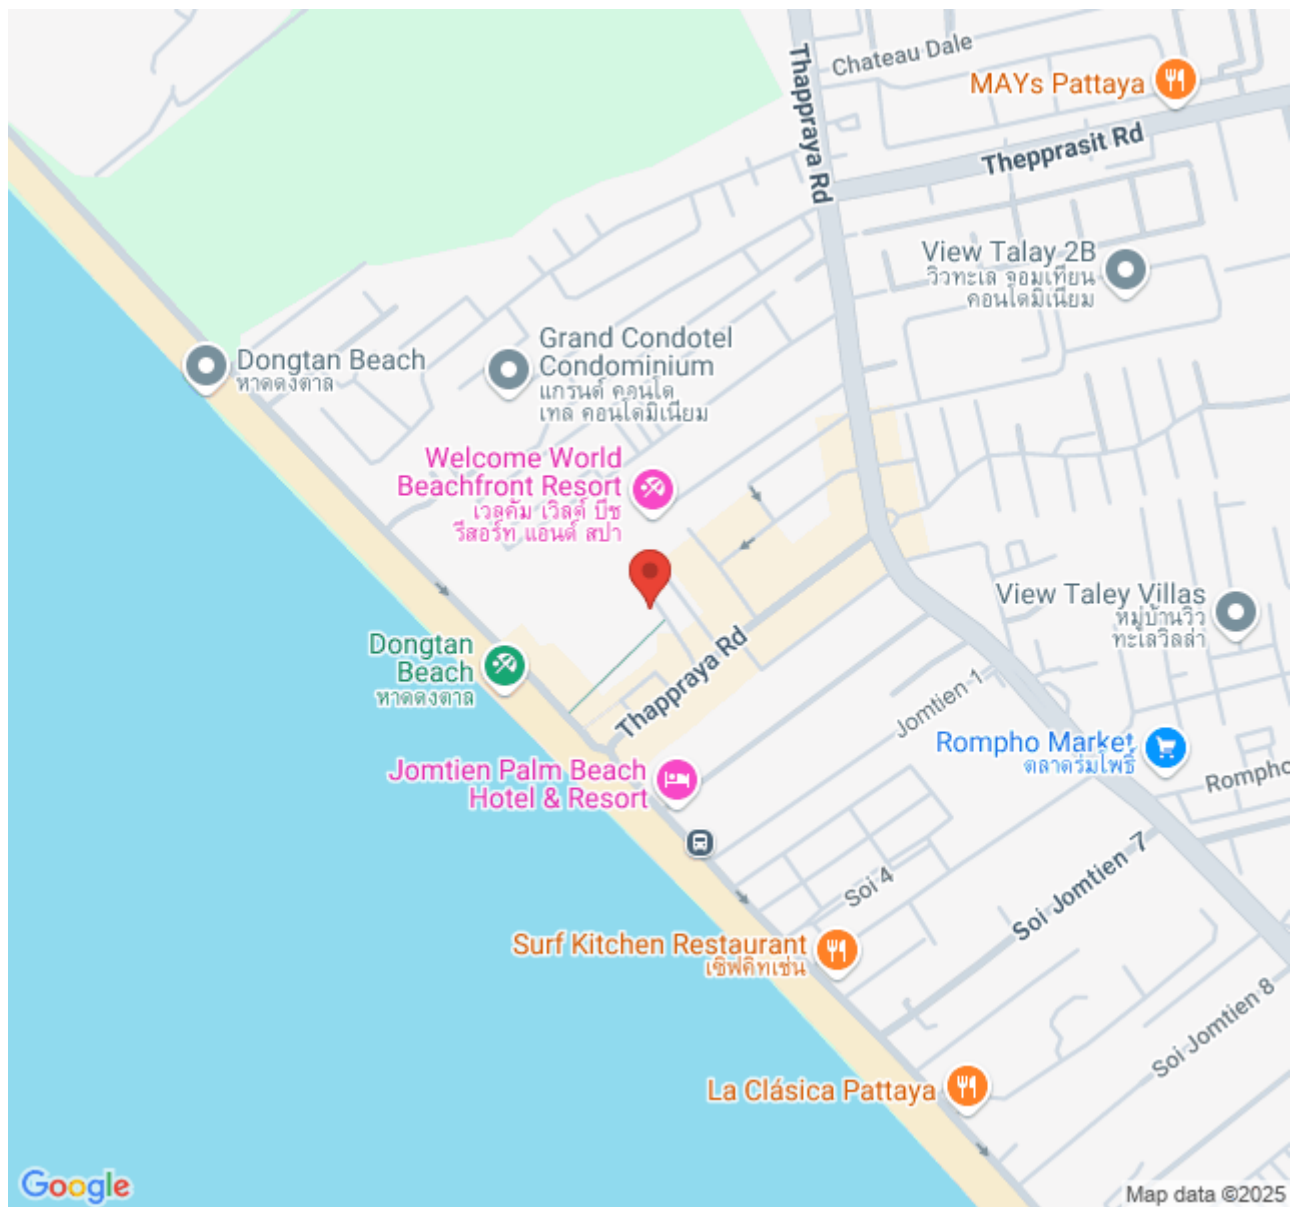 Chateau Dale
MAYs Pattaya
Thappraya Rd
Thepprasit Rd
View Talay 2B
วิวทะเล จอมเทียน
คอนโดมิเนียม
Grand Condotel
Condominium
แกรนด์ คอนโด
เทล คอนโดมิเนียม
Dongtan Beach
หาดดงตาล
Welcome World
Beachfront Resort
เวลคัม เวิลด์ บีช
รีสอร์ท แอนด์ สปา
View Taley Villas
หมู่บ้านวิว
ทะเลวิลล่า
Dongtan
Beach
หาดดงตาล
Thappraya Rd
Jomtien 1
Rompho Market
ตลาดร่มโพธิ์
Rompho
Jomtien Palm Beach
Hotel & Resort
Soi 4
Soi Jomtien 7
Surf Kitchen Restaurant
เซิฟคิทเช่น
Soi Jomtien 8
La Clásica Pattaya
Google
Map data ©2025